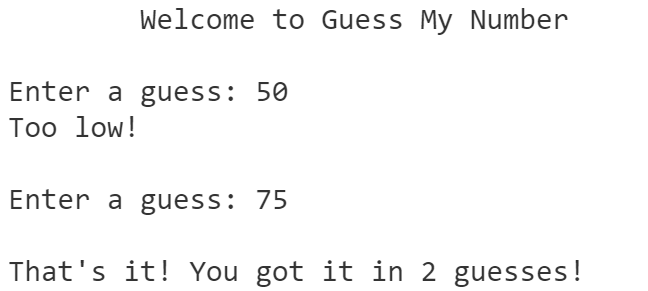 Welcome to Guess My Number
Enter a guess: 50
Too low!
Enter a guess: 75
That's it! You got it in 2 guesses!